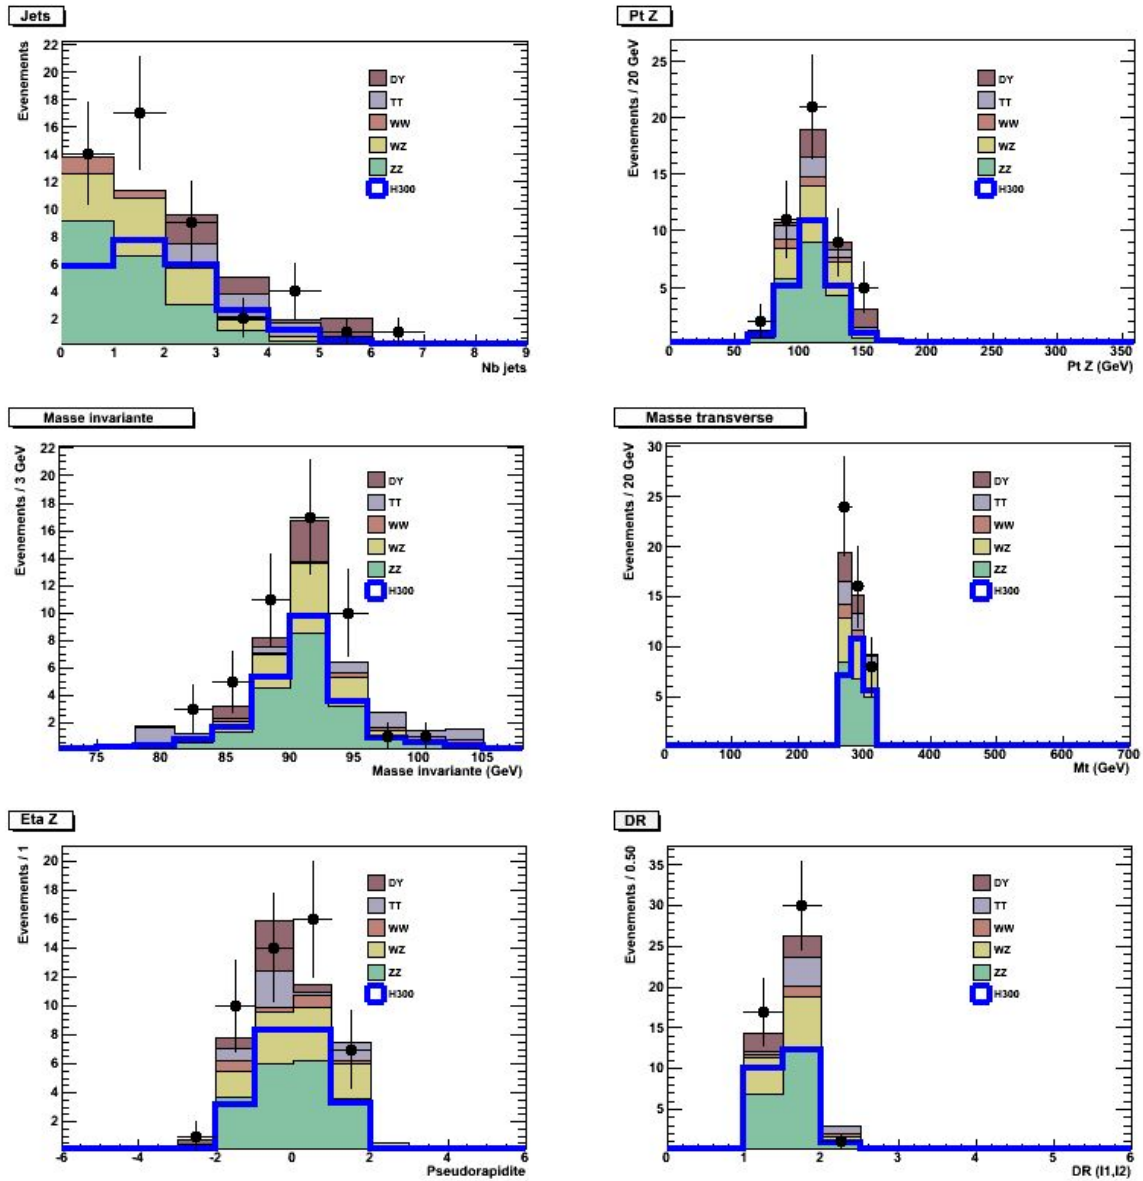 Jets
Evenements
22
20
18
16
14
12
10
8
6
4
2
0 1 2 3 4 5 6 7 8 9
Nb jets
DY
TT
WW
WZ
ZZ
H300
Pt Z
Evenements / 20 GeV
25
20
15
10
5
0 50 100 150 200 250 300 350
Pt Z (GeV)
DY
TT
WW
WZ
ZZ
H300
Masse invariante
Evenements / 3 GeV
22
20
18
16
14
12
10
8
6
4
2
75 80 85 90 95 100 105
Masse invariante (GeV)
DY
TT
WW
WZ
ZZ
H300
Masse transverse
Evenements / 20 GeV
30
25
20
15
10
5
0 100 200 300 400 500 600 700
Mt (GeV)
DY
TT
WW
WZ
ZZ
H300
Eta Z
Evenements / 1
20
18
16
14
12
10
8
6
4
2
-6 -4 -2 0 2 4 6
Pseudorapidite
DY
TT
WW
WZ
ZZ
H300
DR
Evenements / 0.50
35
30
25
20
15
10
5
0 1 2 3 4 5 6
DR (l1,l2)
DY
TT
WW
WZ
ZZ
H300